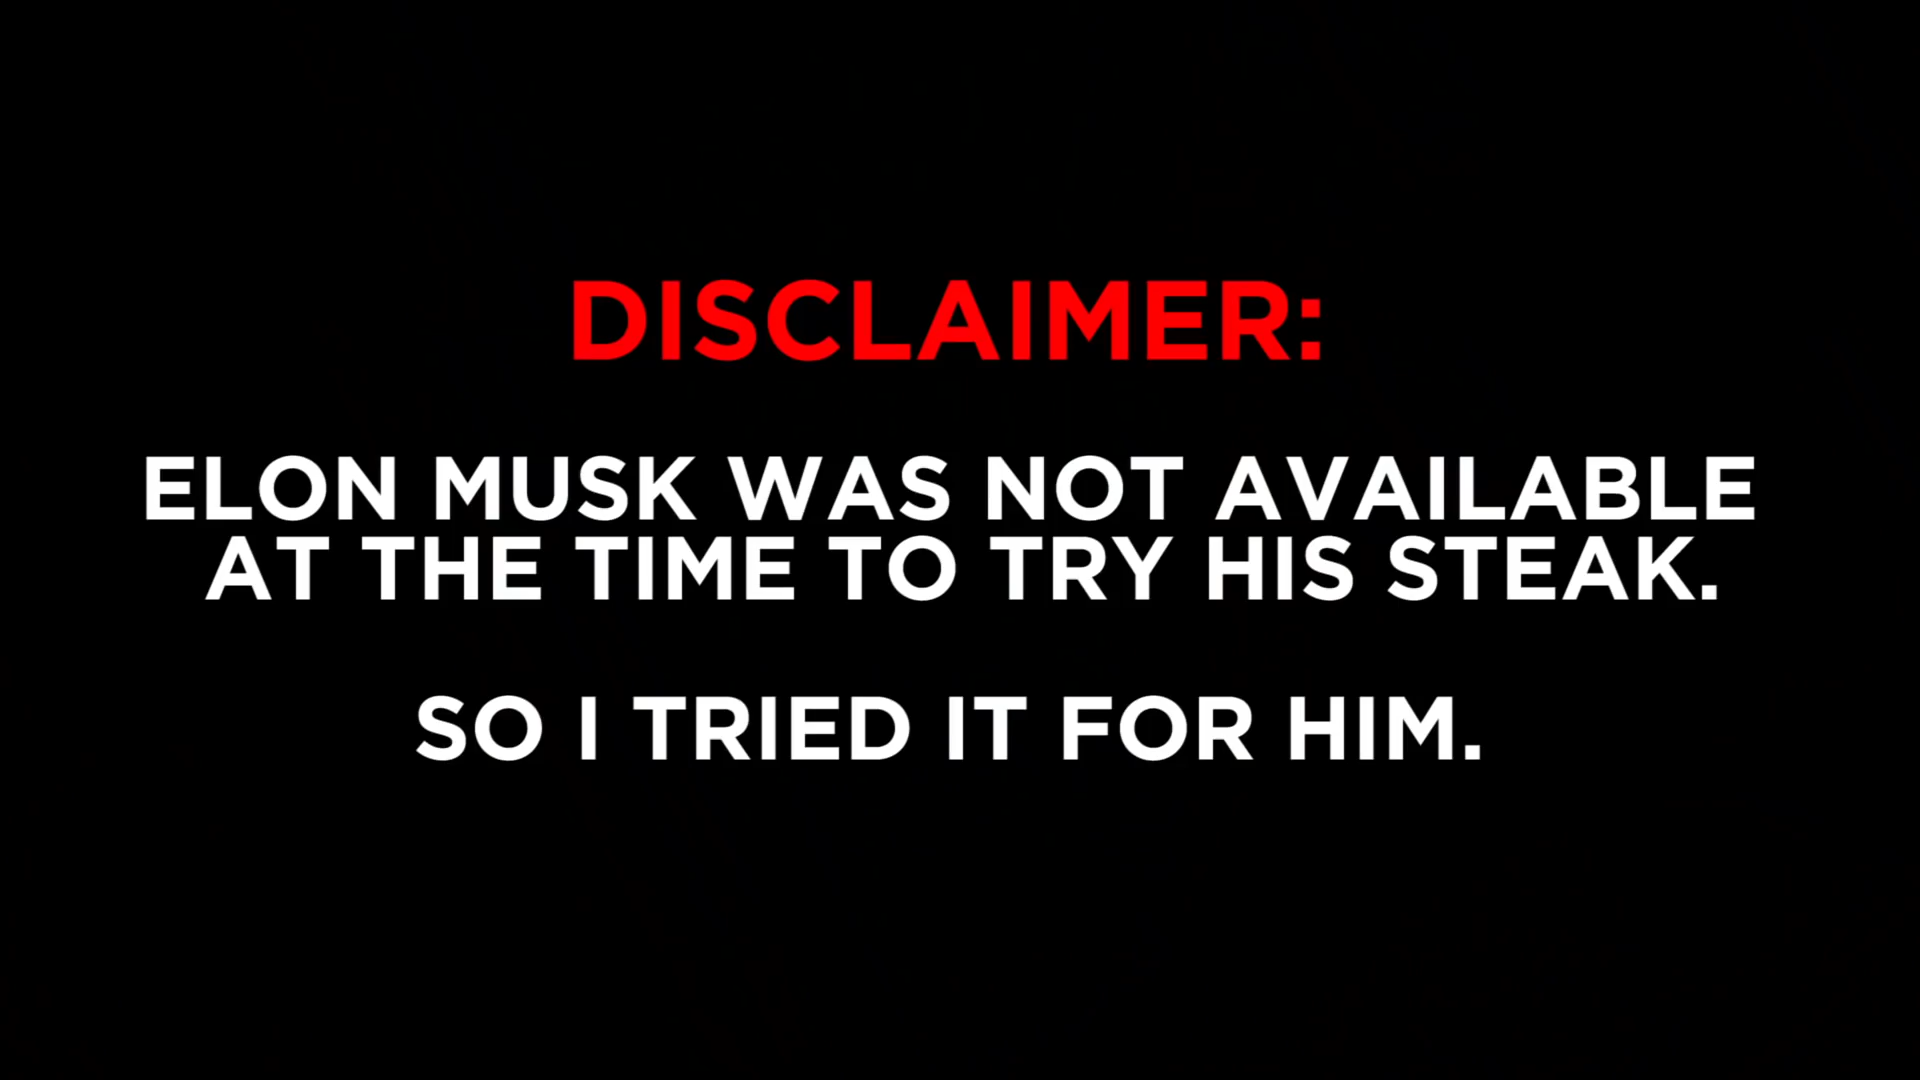 DISCLAIMER:
ELON MUSK WAS NOT AVAILABLE
AT THE TIME TO TRY HIS STEAK.
SO I TRIED IT FOR HIM.